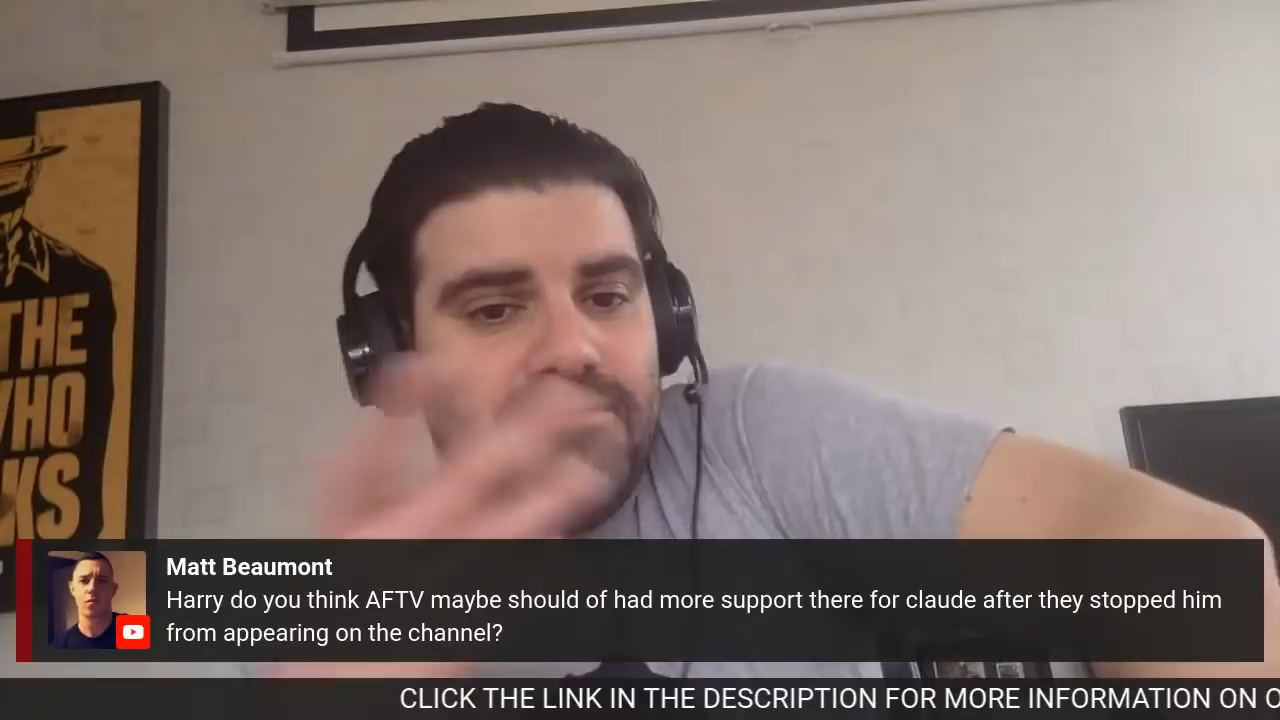 THE
WHO
KS
Matt Beaumont
Harry do you think AFTV maybe should of had more support there for claude after they stopped him
from appearing on the channel?
CLICK THE LINK IN THE DESCRIPTION FOR MORE INFORMATION ON